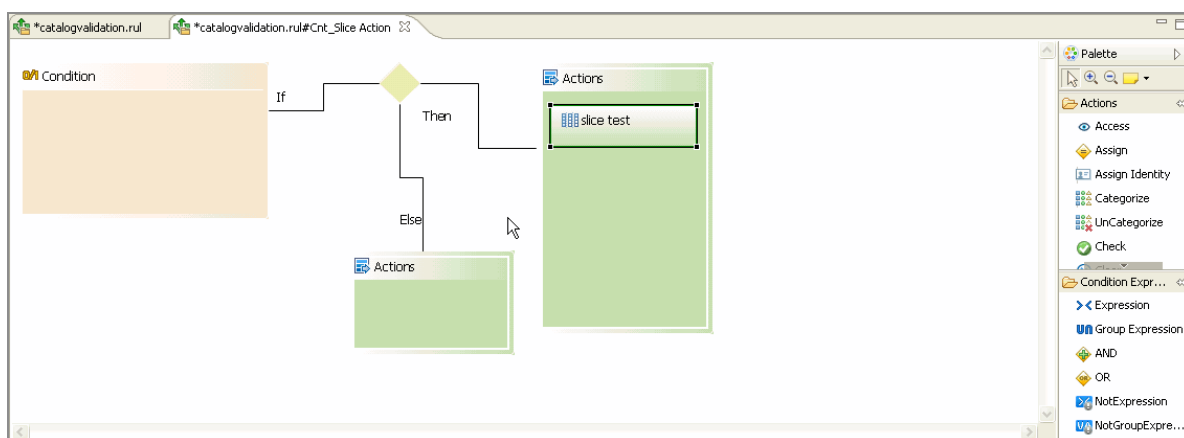 *catalogvalidation.rul
*catalogvalidation.rul#Cnt_Slice Action
Condition
If
Then
Else
Actions
slice test
Actions
Palette
Actions
Access
Assign
Assign Identity
Categorize
UnCategorize
Check
Condition Expr...
Expression
Group Expression
AND
OR
NotExpression
NotGroupExpre...